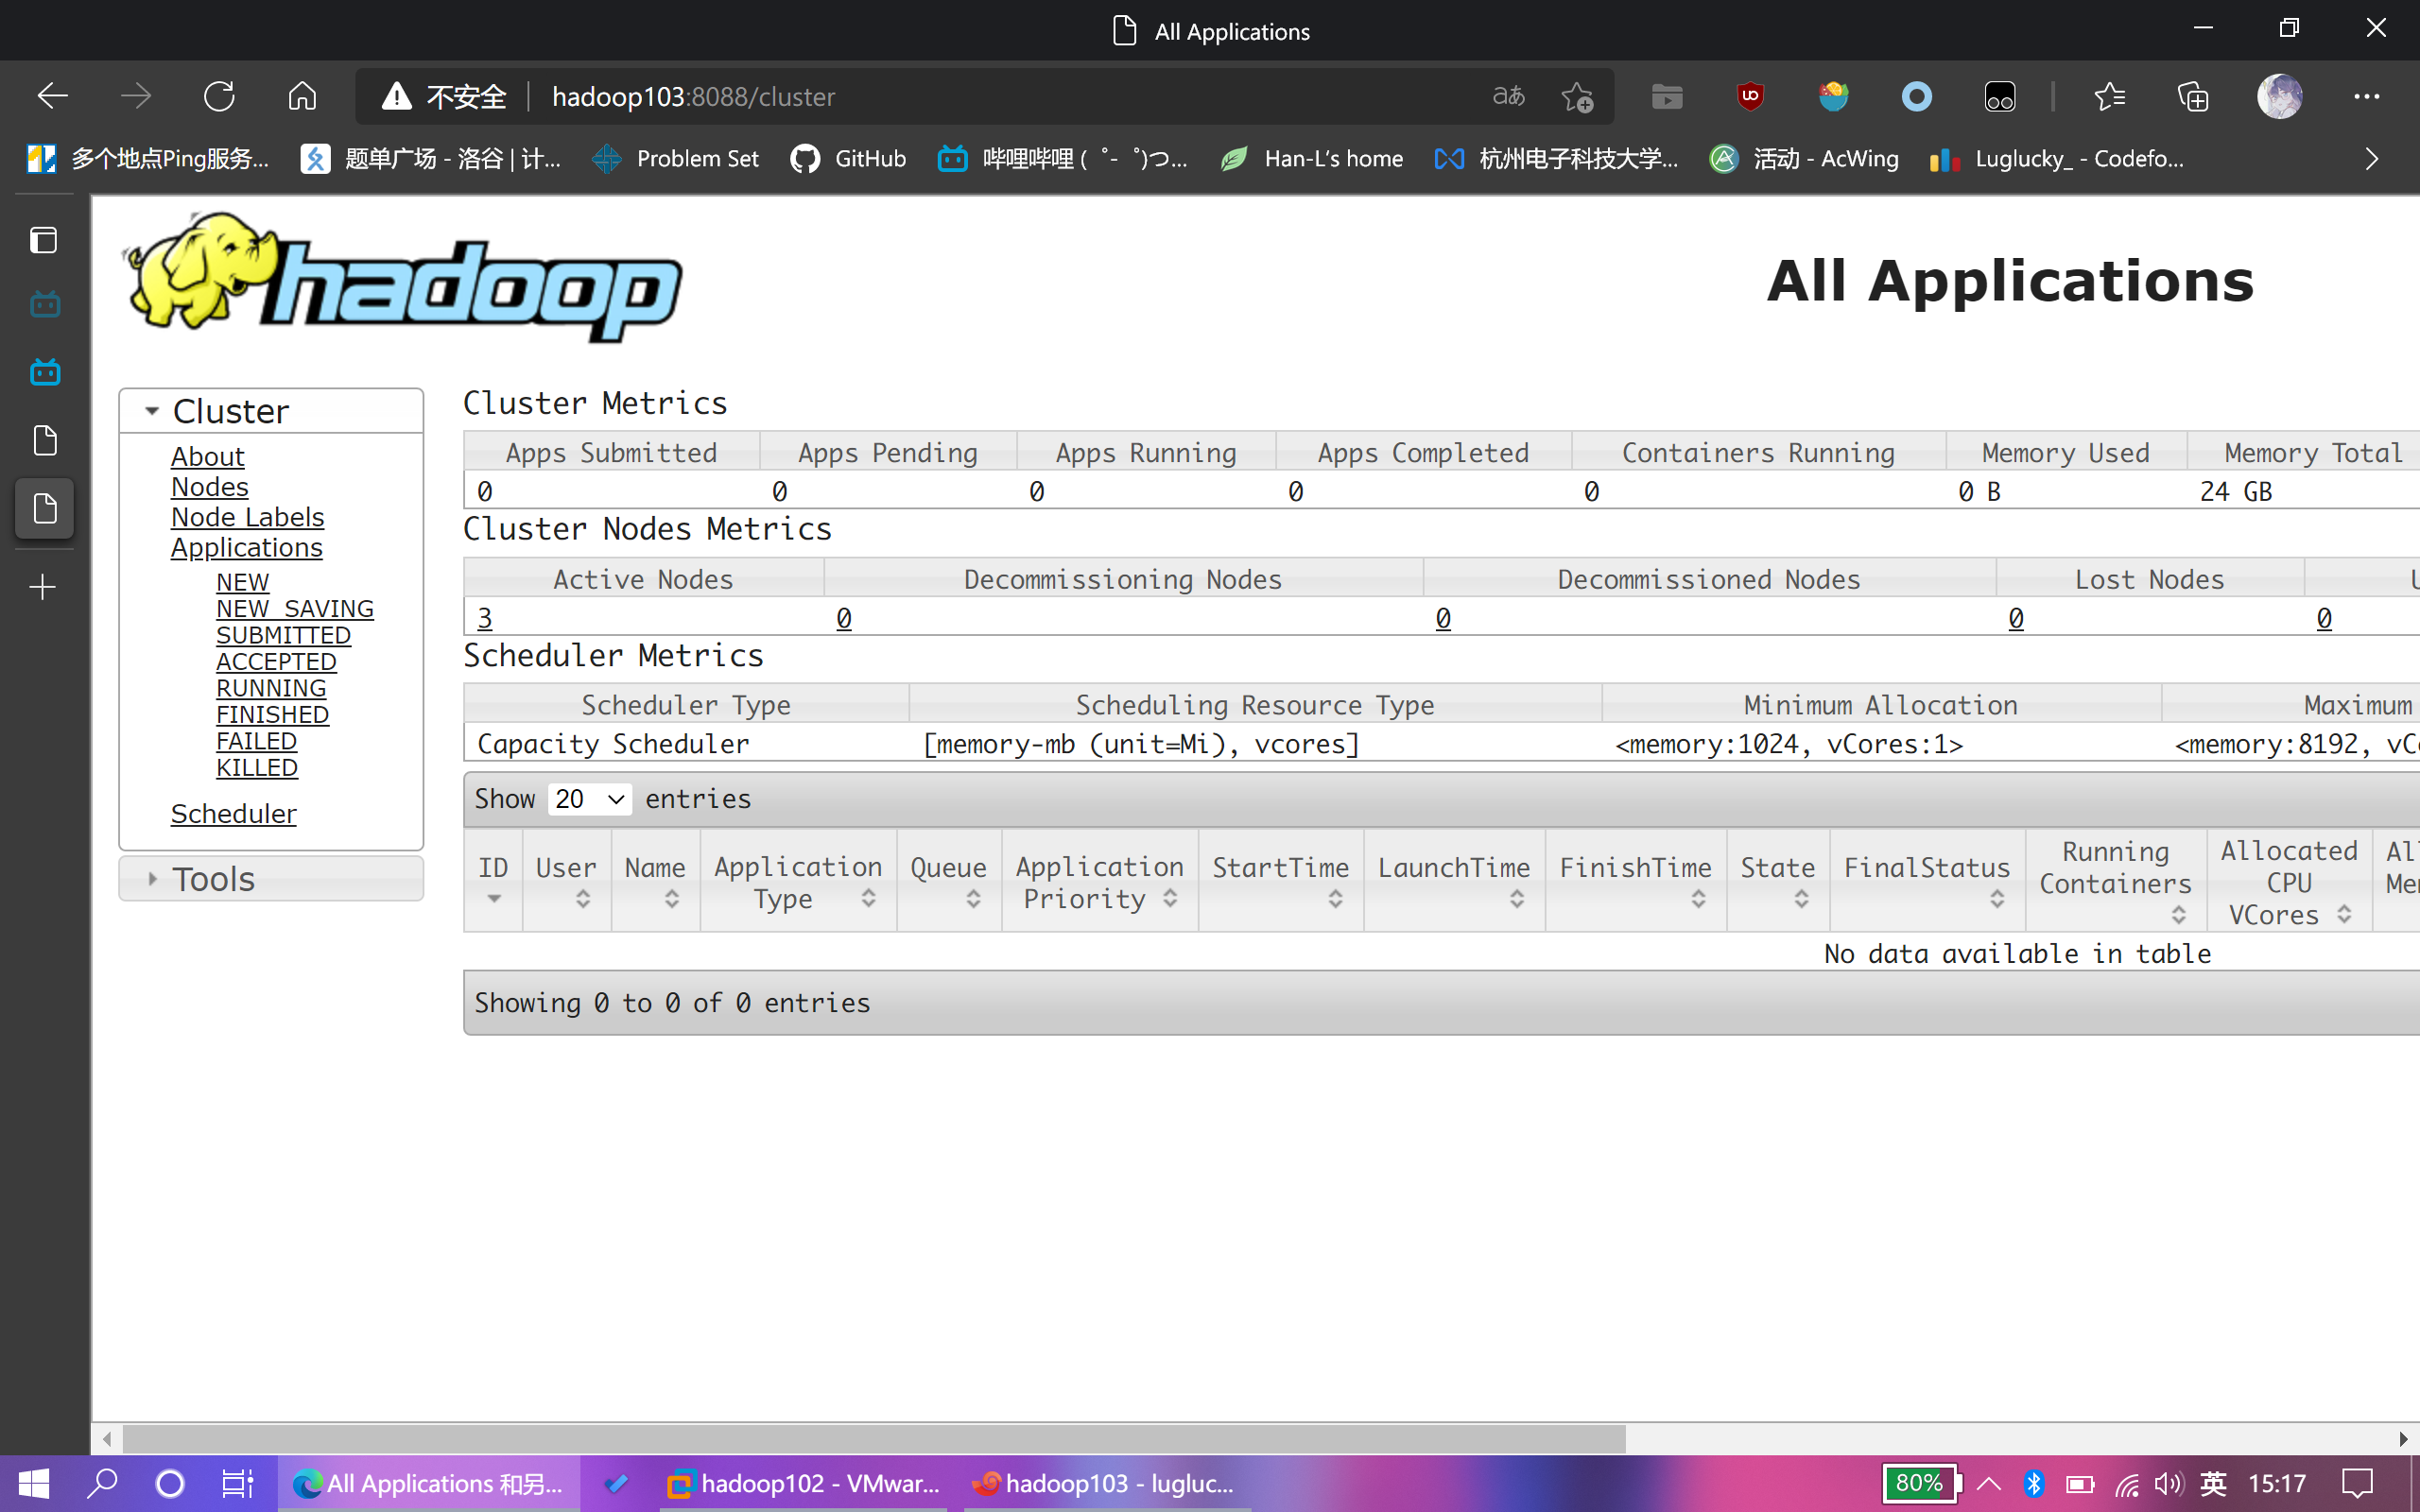 All Applications
不安全
hadoop103:8088/cluster
aあ
多个地点Ping服务...
题单广场 - 洛谷 | 计...
Problem Set
GitHub
哔哩哔哩 ( ゜- ゜)つ...
Han-L's home
杭州电子科技大学...
活动 - AcWing
Luglucky_ - Codefo...
hadoop
All Applications
Cluster
About
Nodes
Node Labels
Applications
NEW
NEW_SAVING
SUBMITTED
ACCEPTED
RUNNING
FINISHED
FAILED
KILLED
Scheduler
Tools
Cluster Metrics
Apps Submitted Apps Pending Apps Running Apps Completed Containers Running Memory Used Memory Total
0 0 0 0 0 0 B 24 GB
Cluster Nodes Metrics
Active Nodes Decommissioning Nodes Decommissioned Nodes Lost Nodes
3 0 0 0 0
Scheduler Metrics
Scheduler Type Scheduling Resource Type Minimum Allocation Maximum
Capacity Scheduler [memory-mb (unit=Mi), vcores] <memory:1024, vCores:1> <memory:8192, vC
Show 20 entries
ID User Name Application Type Queue Application Priority StartTime LaunchTime FinishTime State FinalStatus Running Containers Allocated CPU VCores
No data available in table
Showing 0 to 0 of 0 entries
All Applications 和另...
hadoop102 - VMwar...
hadoop103 - lugluc...
80%
英
15:17